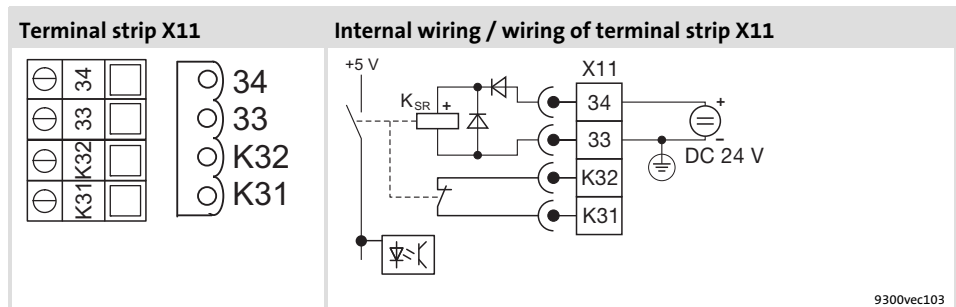 Terminal strip X11
Internal wiring / wiring of terminal strip X11
34
33
K32
K31
34
33
K32
K31
+5 V
KSR
+
X11
34
33
K32
K31
+
−
DC 24 V
9300vec103